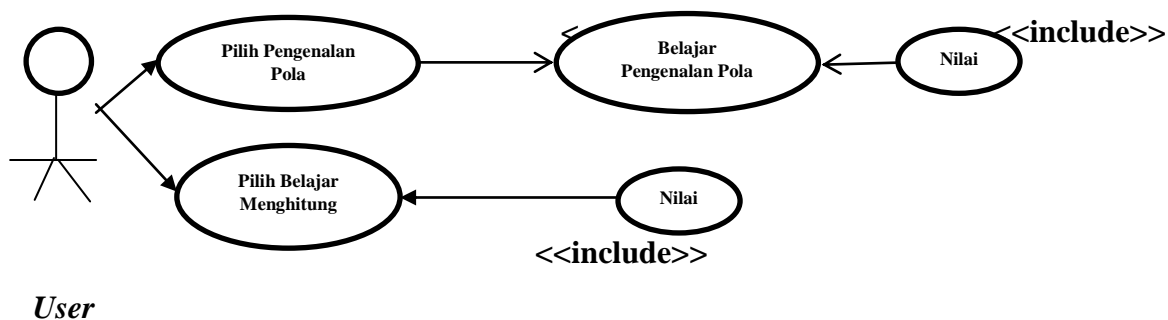 Pilih Pengenalan
Pola
<
Belajar
Pengenalan Pola
<<include>>
Nilai
Pilih Belajar
Menghitung
Nilai
<<include>>
User